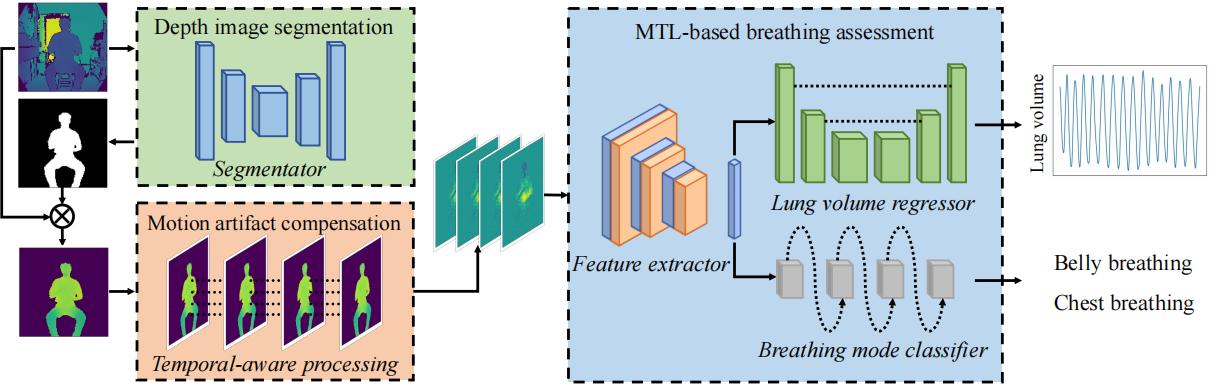 Depth image segmentation
Segmentator
Motion artifact compensation
Temporal-aware processing
MTL-based breathing assessment
Feature extractor
Lung volume regressor
Breathing mode classifier
Lung volume
Belly breathing
Chest breathing